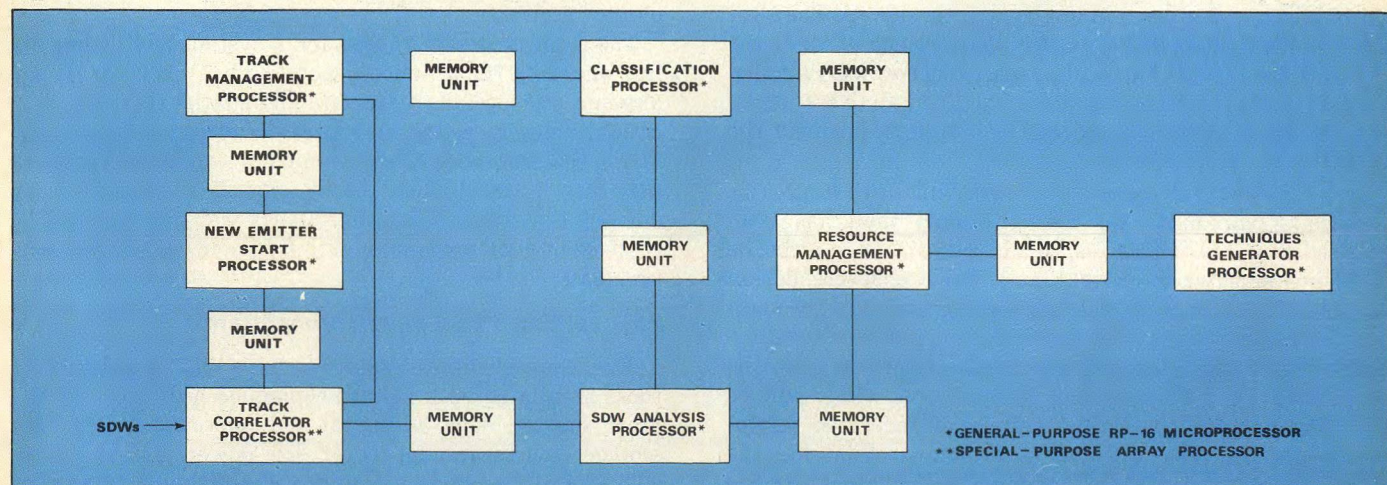 TRACK
MANAGEMENT
PROCESSOR*
MEMORY
UNIT
CLASSIFICATION
PROCESSOR*
MEMORY
UNIT
MEMORY
UNIT
NEW EMITTER
START
PROCESSOR*
MEMORY
UNIT
RESOURCE
MANAGEMENT
PROCESSOR*
MEMORY
UNIT
TECHNIQUES
GENERATOR
PROCESSOR*
MEMORY
UNIT
SDWs
TRACK
CORRELATOR
PROCESSOR**
MEMORY
UNIT
SDW ANALYSIS
PROCESSOR*
MEMORY
UNIT
*GENERAL-PURPOSE RP-16 MICROPROCESSOR
**SPECIAL-PURPOSE ARRAY PROCESSOR